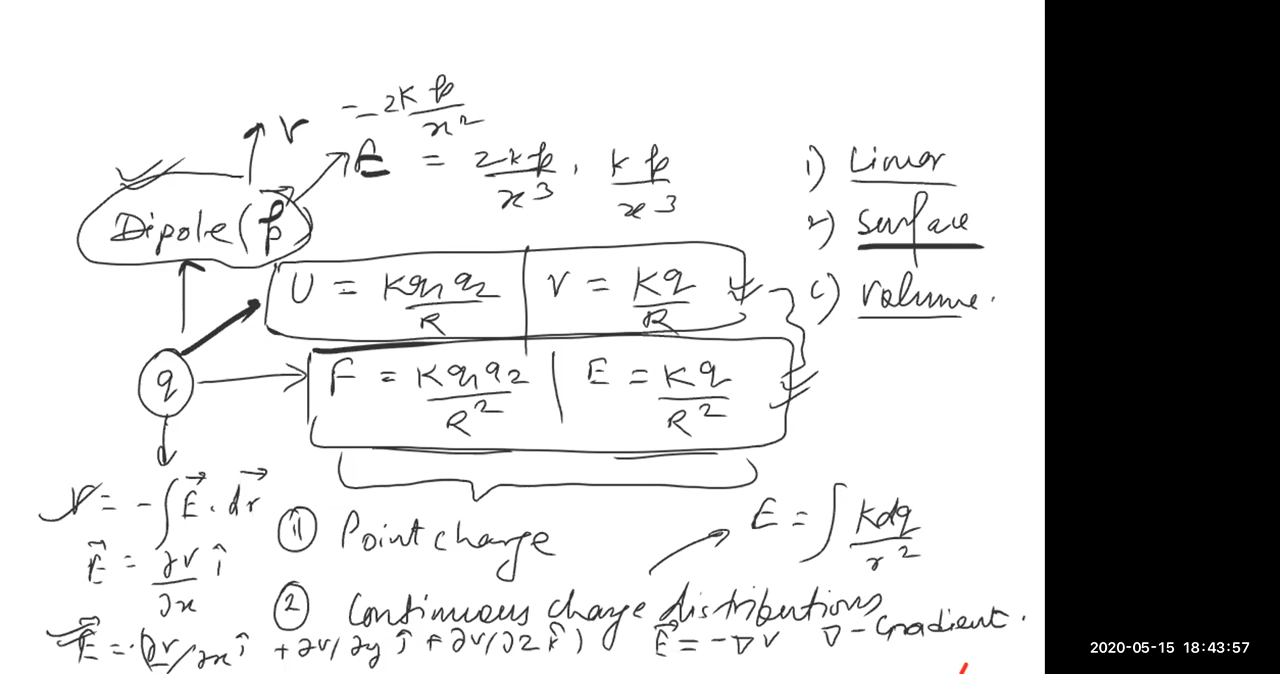 V = 2Kp/x²
E = 2kp/x³, kp/x³
Dipole (p⃗)
U = Kq₁q₂/R | V = Kq/R
q
F = Kq₁q₂/R² | E = Kq/R²
V = -∫E⃗.dr⃗
E⃗ = ∂V/∂x î
① Point charge
② Continuous charge distributions
E = ∫Kdq/r²
E⃗ = -(∂V/∂x î + ∂V/∂y ĵ + ∂V/∂z k̂)
E⃗ = -∇V ∇-Gradient.
1) Linear
2) Surface
c) Volume.
2020-05-15 18:43:57